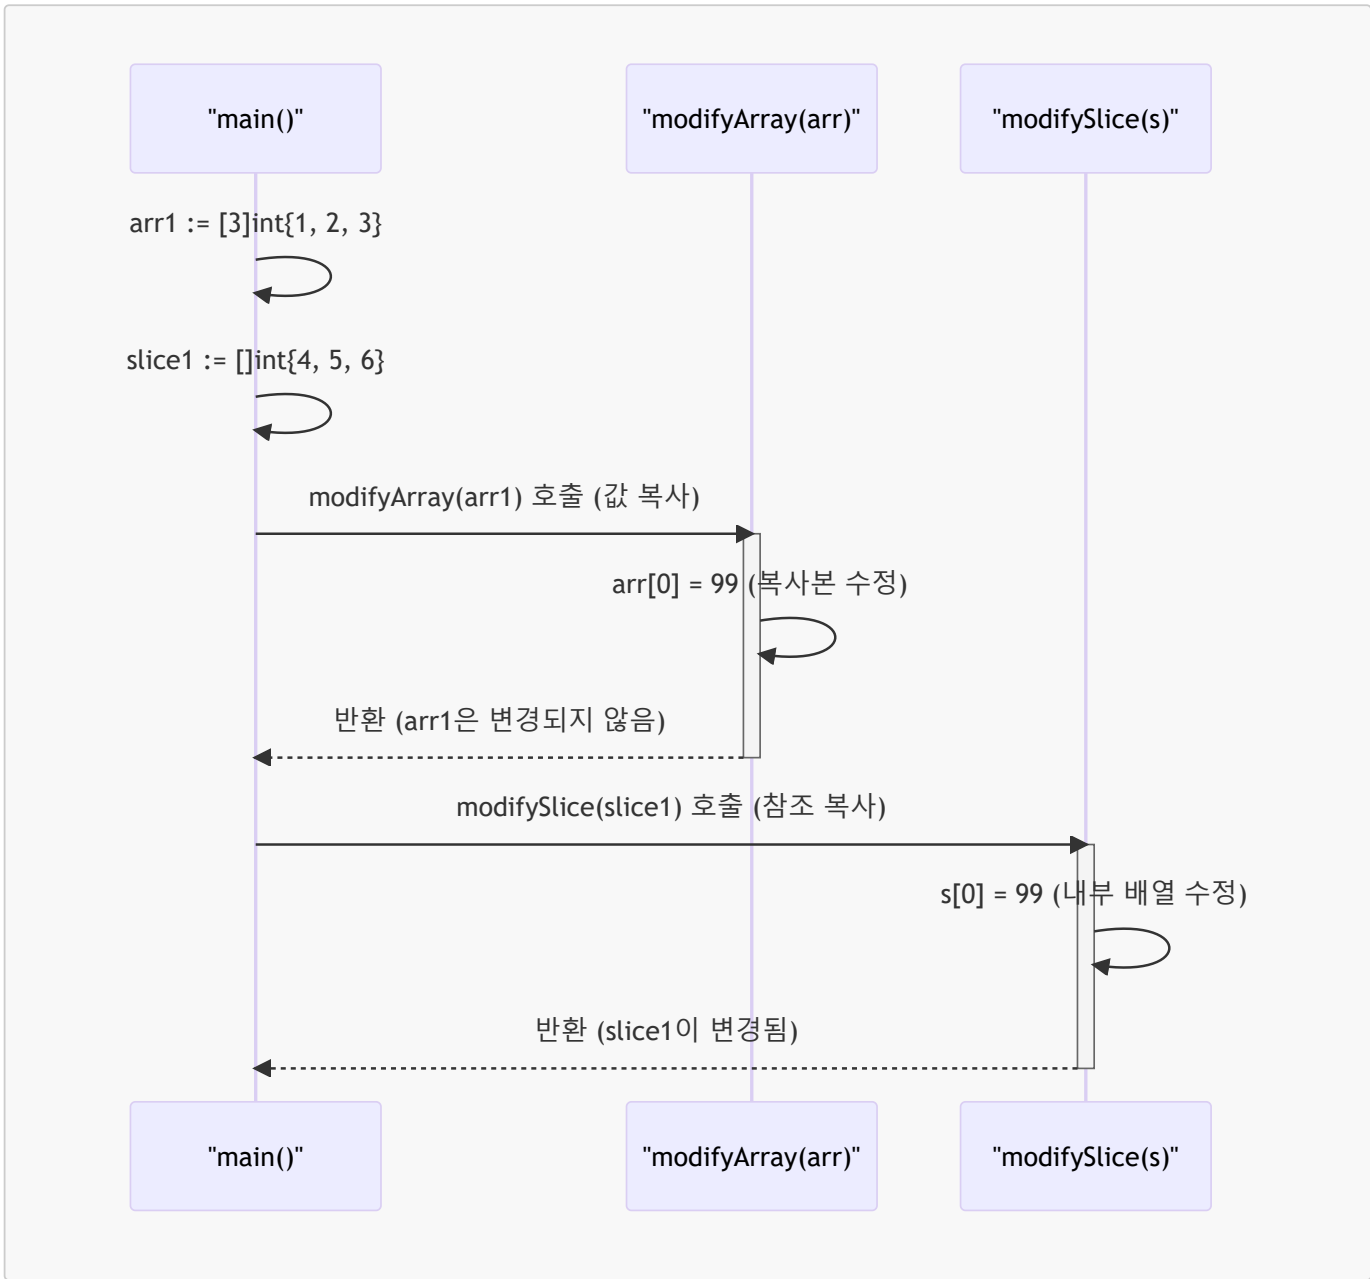 "main()"
"modifyArray(arr)"
"modifySlice(s)"
arr1 := [3]int{1, 2, 3}
slice1 := []int{4, 5, 6}
modifyArray(arr1) 호출 (값 복사)
arr[0] = 99 (복사본 수정)
반환 (arr1은 변경되지 않음)
modifySlice(slice1) 호출 (참조 복사)
s[0] = 99 (내부 배열 수정)
반환 (slice1이 변경됨)
"main()"
"modifyArray(arr)"
"modifySlice(s)"